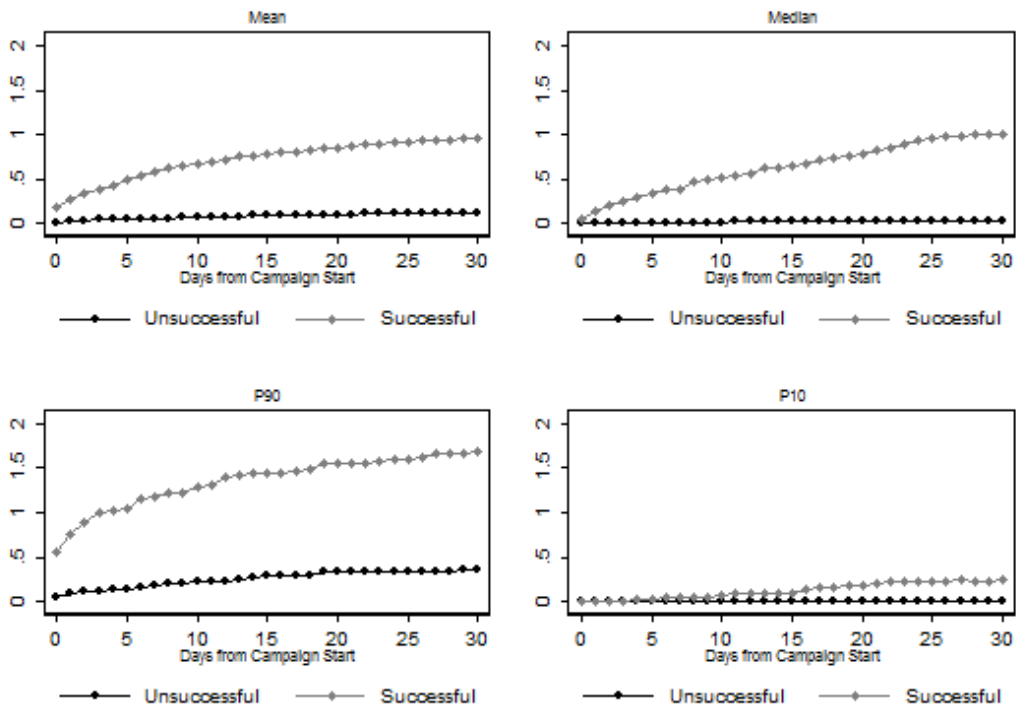 Mean
2
1.5
1
.5
0
0 5 10 15 20 25 30
Days from Campaign Start
Unsuccessful Successful
Median
2
1.5
1
.5
0
0 5 10 15 20 25 30
Days from Campaign Start
Unsuccessful Successful
P90
2
1.5
1
.5
0
0 5 10 15 20 25 30
Days from Campaign Start
Unsuccessful Successful
P10
2
1.5
1
.5
0
0 5 10 15 20 25 30
Days from Campaign Start
Unsuccessful Successful